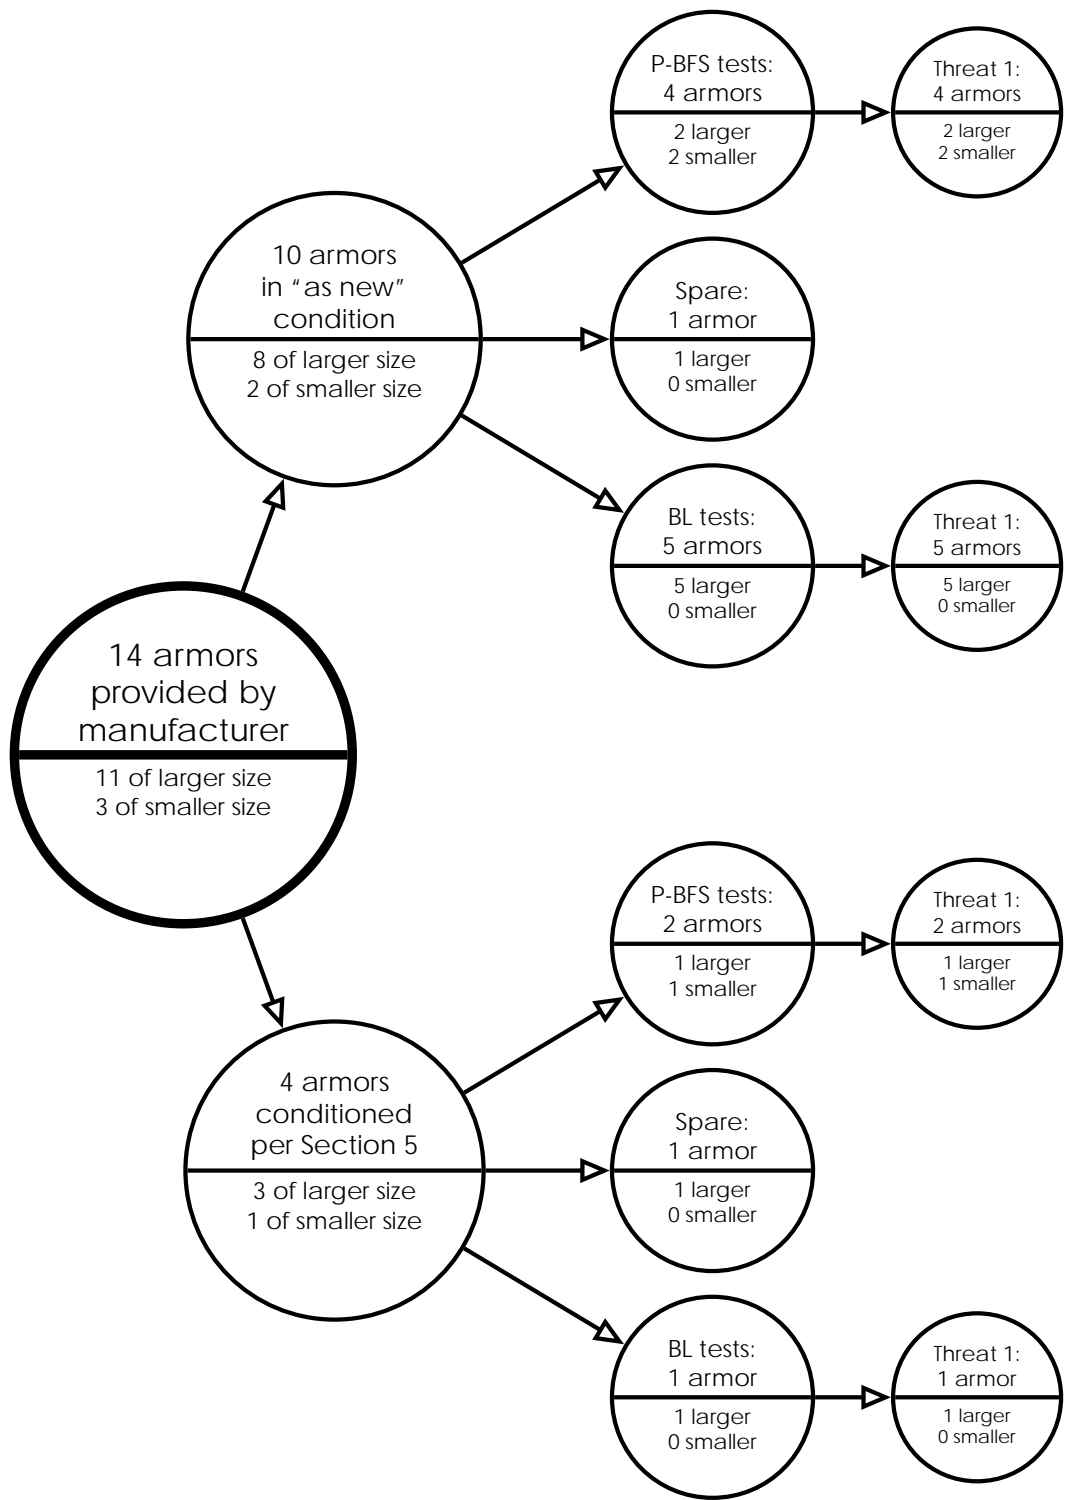 P-BFS tests:
4 armors
2 larger
2 smaller
Threat 1:
4 armors
2 larger
2 smaller
10 armors
in “as new”
condition
8 of larger size
2 of smaller size
Spare:
1 armor
1 larger
0 smaller
BL tests:
5 armors
5 larger
0 smaller
Threat 1:
5 armors
5 larger
0 smaller
14 armors
provided by
manufacturer
11 of larger size
3 of smaller size
P-BFS tests:
2 armors
1 larger
1 smaller
Threat 1:
2 armors
1 larger
1 smaller
4 armors
conditioned
per Section 5
3 of larger size
1 of smaller size
Spare:
1 armor
1 larger
0 smaller
BL tests:
1 armor
1 larger
0 smaller
Threat 1:
1 armor
1 larger
0 smaller